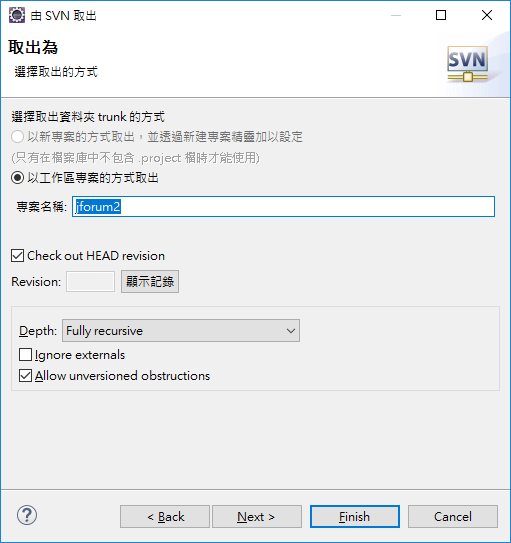 由 SVN 取出
取出為
選擇取出的方式
SVN
選擇取出資料夾 trunk 的方式
以新專案的方式取出，並透過新建專案精靈加以設定
(只有在檔案庫中不包含 .project 檔時才能使用)
以工作區專案的方式取出
專案名稱: jforum2
Check out HEAD revision
Revision: 顯示記錄
Depth: Fully recursive
Ignore externals
Allow unversioned obstructions
? < Back Next > Finish Cancel